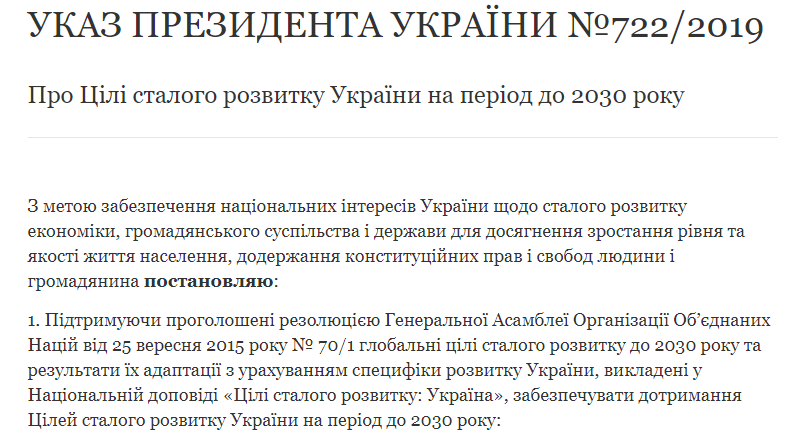 УКАЗ ПРЕЗИДЕНТА УКРАЇНИ №722/2019
Про Цілі сталого розвитку України на період до 2030 року
З метою забезпечення національних інтересів України щодо сталого розвитку
економіки, громадянського суспільства і держави для досягнення зростання рівня та
якості життя населення, додержання конституційних прав і свобод людини і
громадянина постановляю:
1. Підтримуючи проголошені резолюцією Генеральної Асамблеї Організації Об’єднаних
Націй від 25 вересня 2015 року № 70/1 глобальні цілі сталого розвитку до 2030 року та
результати їх адаптації з урахуванням специфіки розвитку України, викладені у
Національній доповіді «Цілі сталого розвитку: Україна», забезпечувати дотримання
Цілей сталого розвитку України на період до 2030 року: